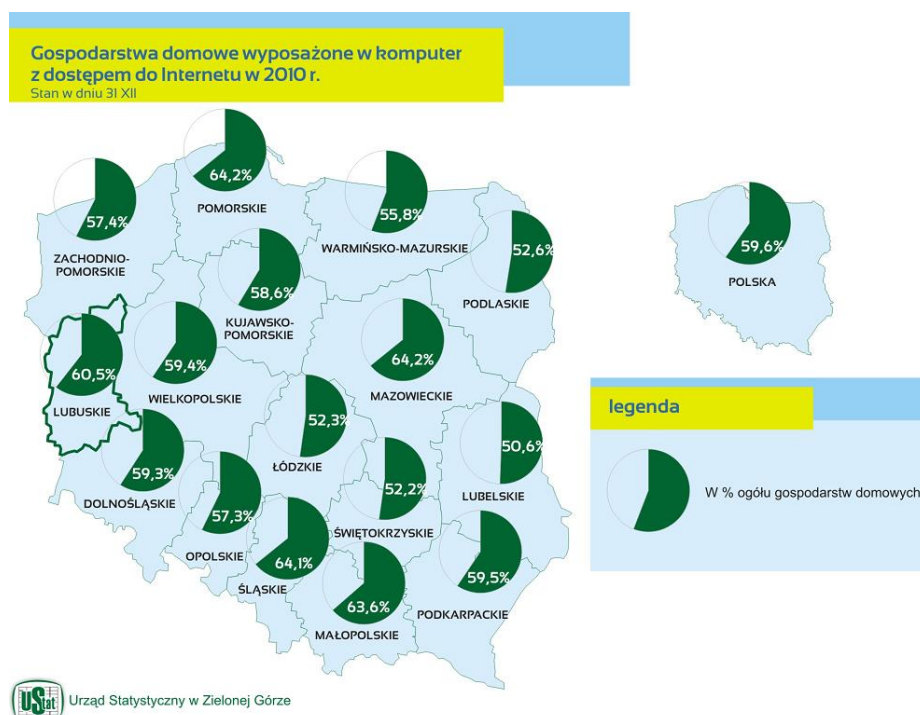 Gospodarstwa domowe wyposażone w komputer
z dostępem do Internetu w 2010 r.
Stan w dniu 31 XII
64,2%
POMORSKIE
57,4%
ZACHODNIO-
POMORSKIE
55,8%
WARMIŃSKO-MAZURSKIE
52,6%
PODLASKIE
59,6%
POLSKA
58,6%
KUJAWSKO-
POMORSKIE
60,5%
LUBUSKIE
59,4%
WIELKOPOLSKIE
64,2%
MAZOWIECKIE
52,3%
ŁÓDZKIE
50,6%
LUBELSKIE
59,3%
DOLNOŚLĄSKIE
57,3%
OPOLSKIE
52,2%
ŚWIĘTOKRZYSKIE
64,1%
ŚLĄSKIE
63,6%
MAŁOPOLSKIE
59,5%
PODKARPACKIE
legenda
W % ogółu gospodarstw domowych
UStat
Urząd Statystyczny w Zielonej Górze